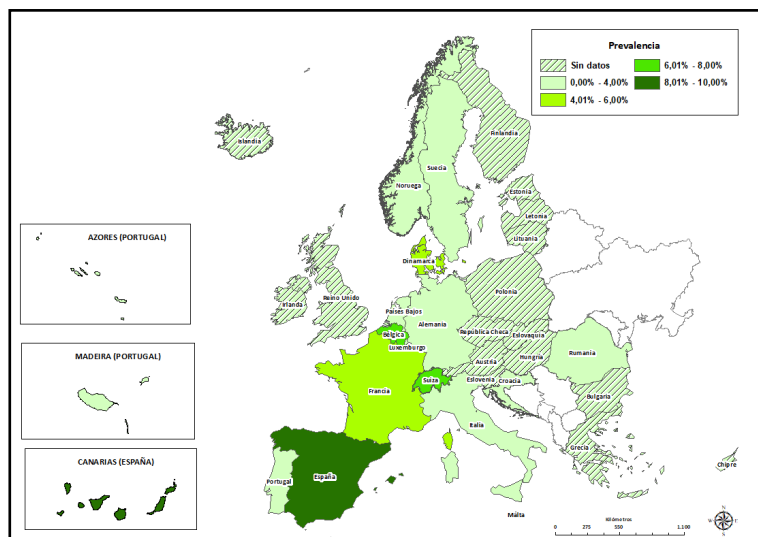 Prevalencia
Sin datos
0,00% - 4,00%
4,01% - 6,00%
6,01% - 8,00%
8,01% - 10,00%
Islandia
Finlandia
Suecia
Noruega
Estonia
Letonia
Lituania
Dinamarca
Irlanda
Reino Unido
Países Bajos
Polonia
Alemania
Bélgica
Luxemburgo
República Checa
Eslovaquia
Austria
Hungría
Rumania
Francia
Suiza
Eslovenia
Croacia
Bulgaria
Italia
Grecia
Chipre
Portugal
España
Malta
AZORES (PORTUGAL)
MADEIRA (PORTUGAL)
CANARIAS (ESPAÑA)
Kilómetros
0 275 550 1.100
N
W E
S